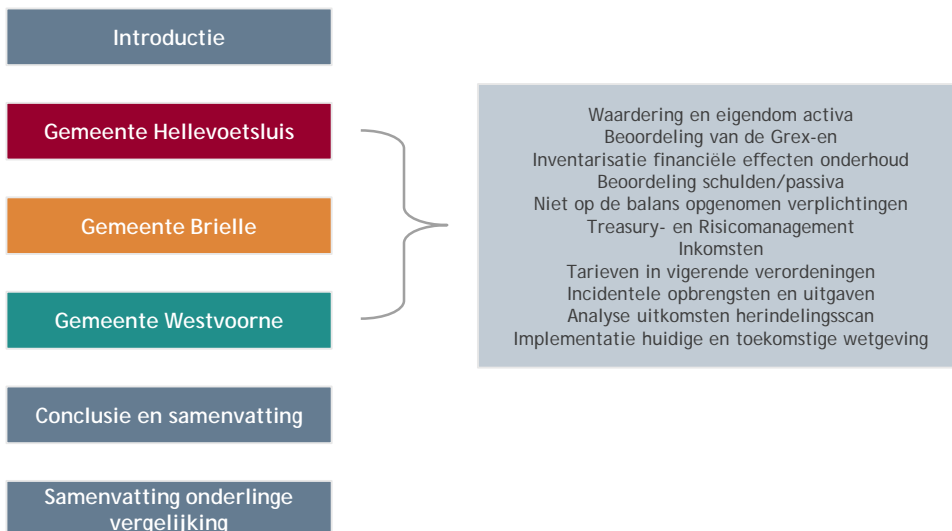 Introductie
Gemeente Hellevoetsluis
Gemeente Brielle
Gemeente Westvoorne
Conclusie en samenvatting
Samenvatting onderlinge
vergelijking
Waardering en eigendom activa
Beoordeling van de Grex-en
Inventarisatie financiële effecten onderhoud
Beoordeling schulden/passiva
Niet op de balans opgenomen verplichtingen
Treasury- en Risicomanagement
Inkomsten
Tarieven in vigerende verordeningen
Incidentele opbrengsten en uitgaven
Analyse uitkomsten herindelingsscan
Implementatie huidige en toekomstige wetgeving